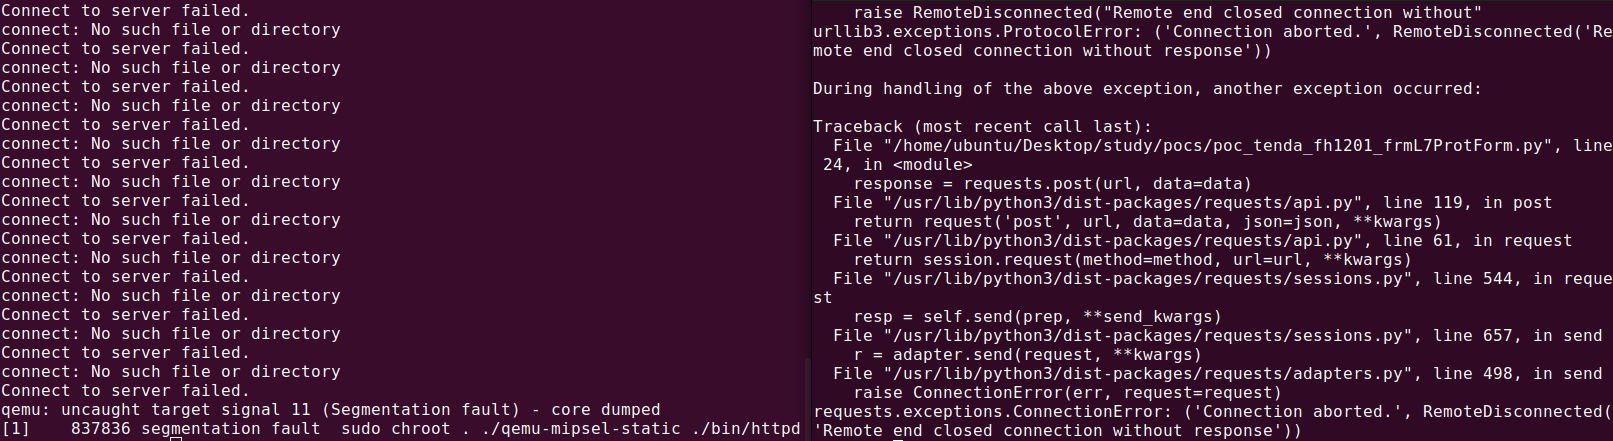 Connect to server failed.
connect: No such file or directory
Connect to server failed.
connect: No such file or directory
Connect to server failed.
connect: No such file or directory
Connect to server failed.
connect: No such file or directory
Connect to server failed.
connect: No such file or directory
Connect to server failed.
connect: No such file or directory
Connect to server failed.
connect: No such file or directory
Connect to server failed.
connect: No such file or directory
Connect to server failed.
connect: No such file or directory
Connect to server failed.
connect: No such file or directory
Connect to server failed.
qemu: uncaught target signal 11 (Segmentation fault) - core dumped
[1]    837836 segmentation fault  sudo chroot . ./qemu-mipsel-static ./bin/httpd
    raise RemoteDisconnected("Remote end closed connection without"
urllib3.exceptions.ProtocolError: ('Connection aborted.', RemoteDisconnected('Re
mote end closed connection without response'))

During handling of the above exception, another exception occurred:

Traceback (most recent call last):
  File "/home/ubuntu/Desktop/study/pocs/poc_tenda_fh1201_frmL7ProtForm.py", line
 24, in <module>
    response = requests.post(url, data=data)
  File "/usr/lib/python3/dist-packages/requests/api.py", line 119, in post
    return request('post', url, data=data, json=json, **kwargs)
  File "/usr/lib/python3/dist-packages/requests/api.py", line 61, in request
    return session.request(method=method, url=url, **kwargs)
  File "/usr/lib/python3/dist-packages/requests/sessions.py", line 544, in reque
st
    resp = self.send(prep, **send_kwargs)
  File "/usr/lib/python3/dist-packages/requests/sessions.py", line 657, in send
    r = adapter.send(request, **kwargs)
  File "/usr/lib/python3/dist-packages/requests/adapters.py", line 498, in send
    raise ConnectionError(err, request=request)
requests.exceptions.ConnectionError: ('Connection aborted.', RemoteDisconnected(
'Remote end closed connection without response'))